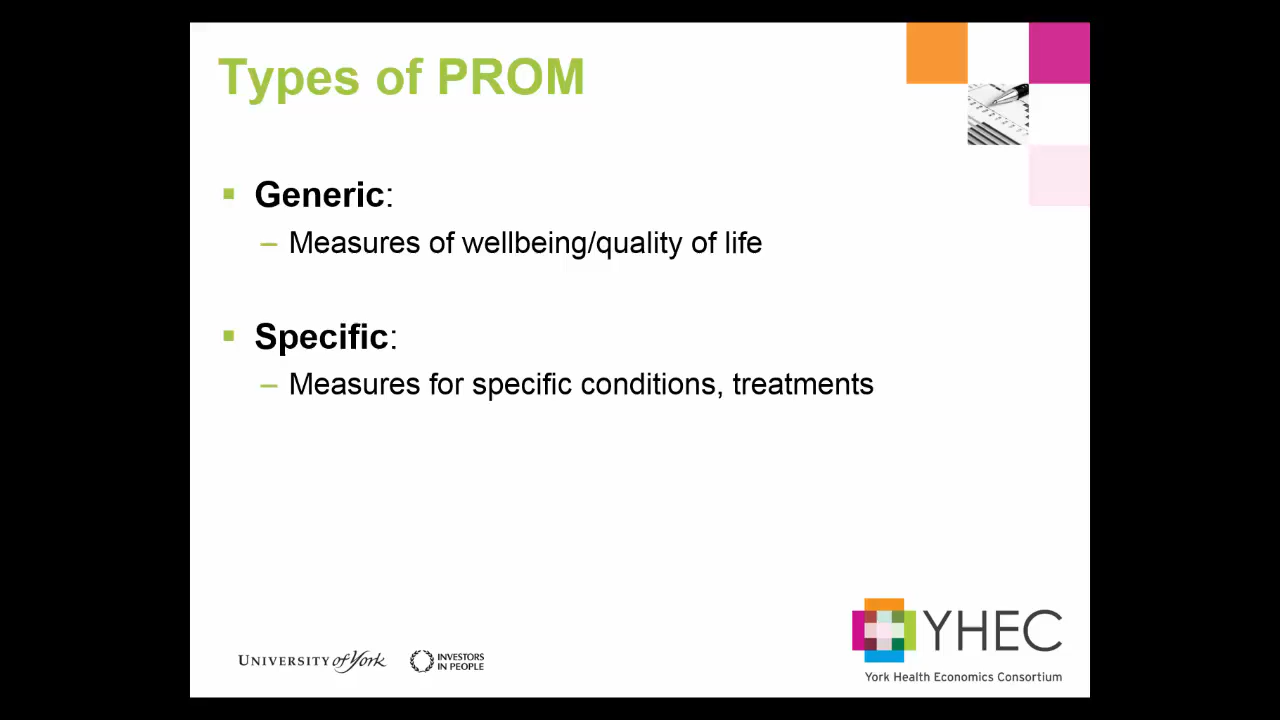 Types of PROM
▪ Generic:
– Measures of wellbeing/quality of life
▪ Specific:
– Measures for specific conditions, treatments
UNIVERSITY of York
INVESTORS
IN PEOPLE
YHEC
York Health Economics Consortium